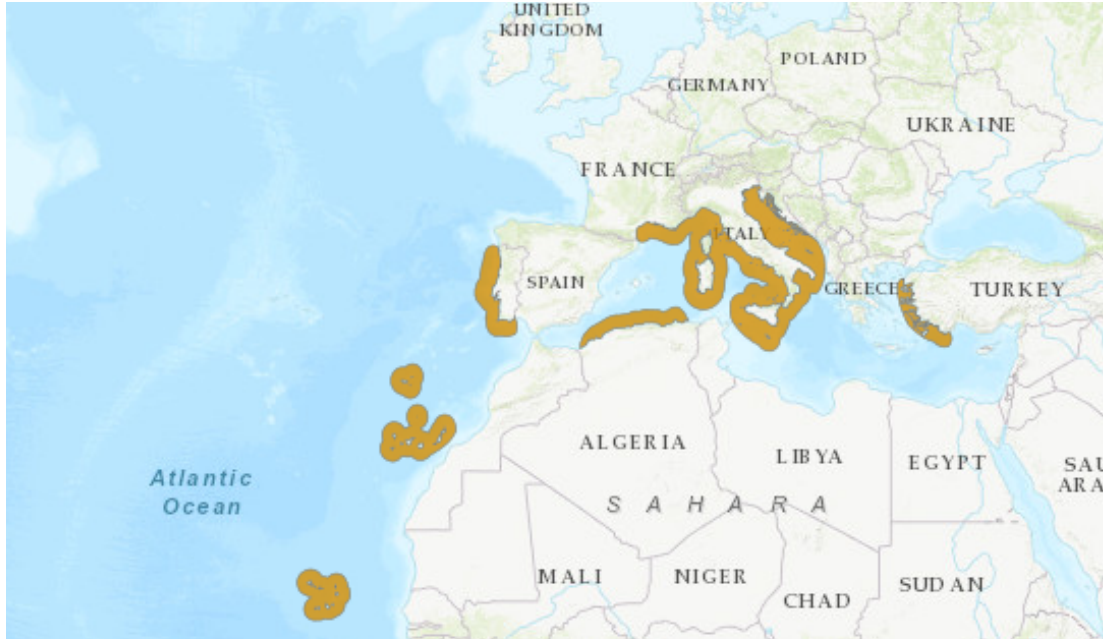 UNITED
KINGDOM
POLAND
GERMANY
UKRAINE
FRANCE
ITALY
SPAIN
GREECE
TURKEY
ALGERIA
LIBYA
EGYPT
SAU
ARA
Atlantic
Ocean
SAHARA
MALI
NIGER
SUDAN
CHAD